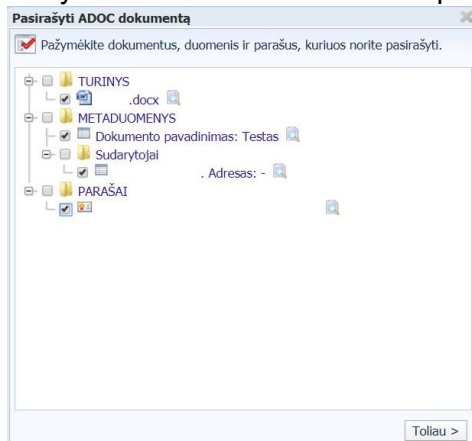 Pasirašyti ADOC dokumentą
Pažymėkite dokumentus, duomenis ir parašus, kuriuos norite pasirašyti.
TURINYS
.docx
METADUOMENYS
Dokumento pavadinimas: Testas
Sudarytojai
. Adresas: -
PARAŠAI
Toliau >